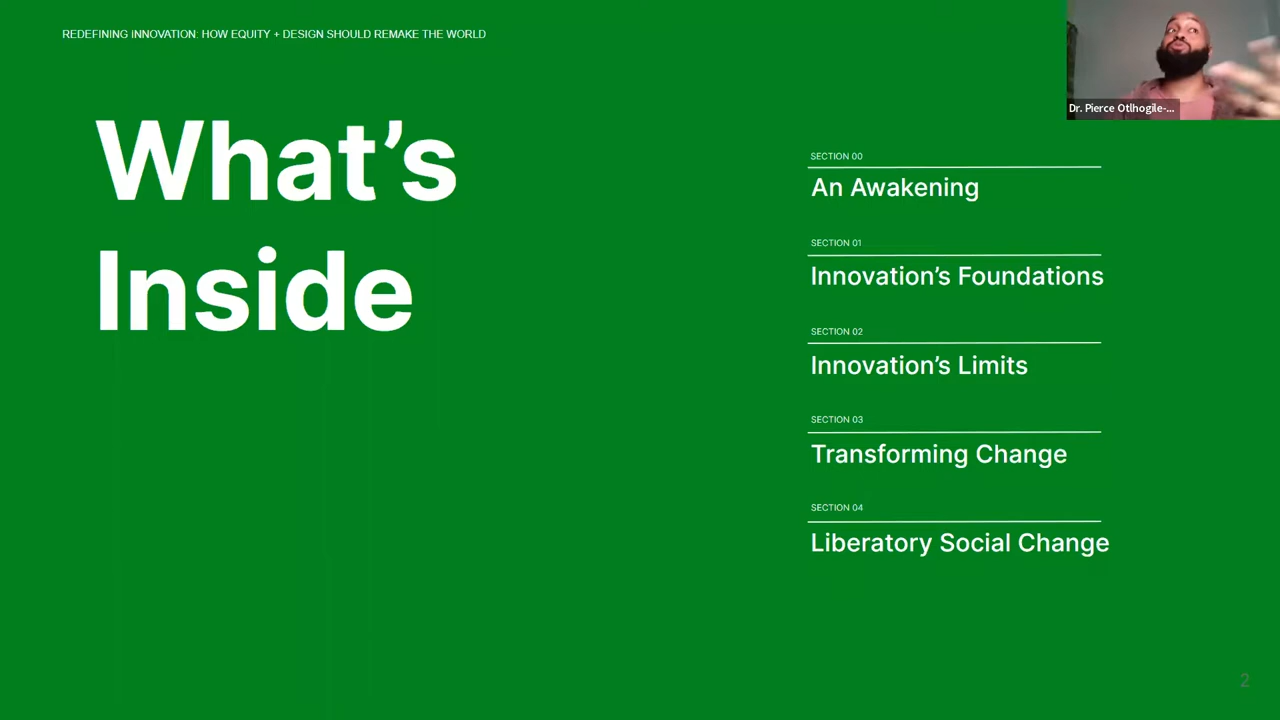 REDEFINING INNOVATION: HOW EQUITY + DESIGN SHOULD REMAKE THE WORLD
What’s
Inside
Dr. Pierce Otlhogile-...
SECTION 00
An Awakening
SECTION 01
Innovation’s Foundations
SECTION 02
Innovation’s Limits
SECTION 03
Transforming Change
SECTION 04
Liberatory Social Change
2